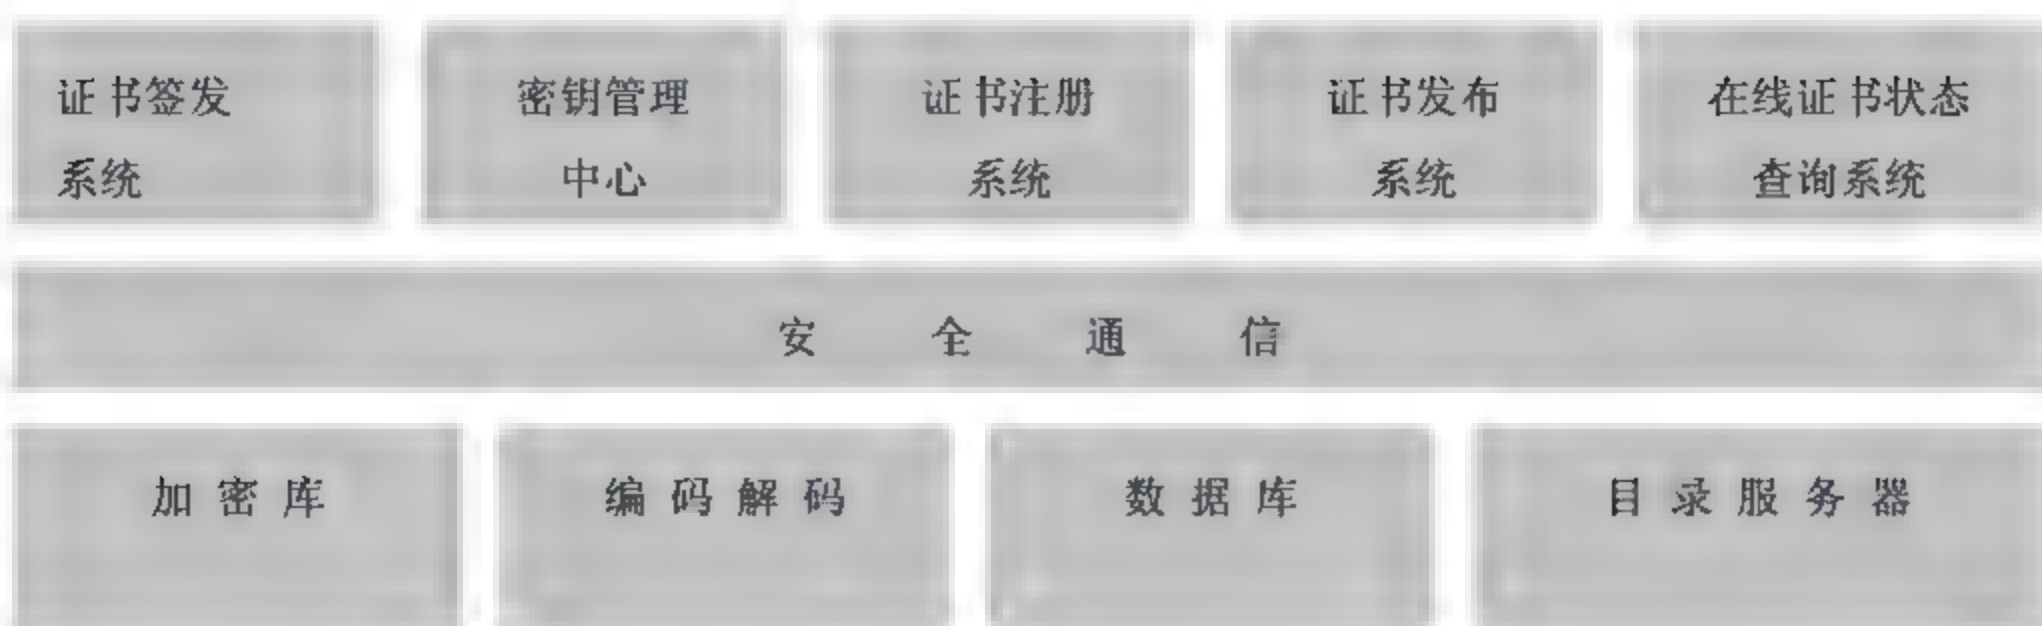 证书签发
系统
密钥管理
中心
证书注册
系统
证书发布
系统
在线证书状态
查询系统
安全通信
加密库
编码解码
数据库
目录服务器